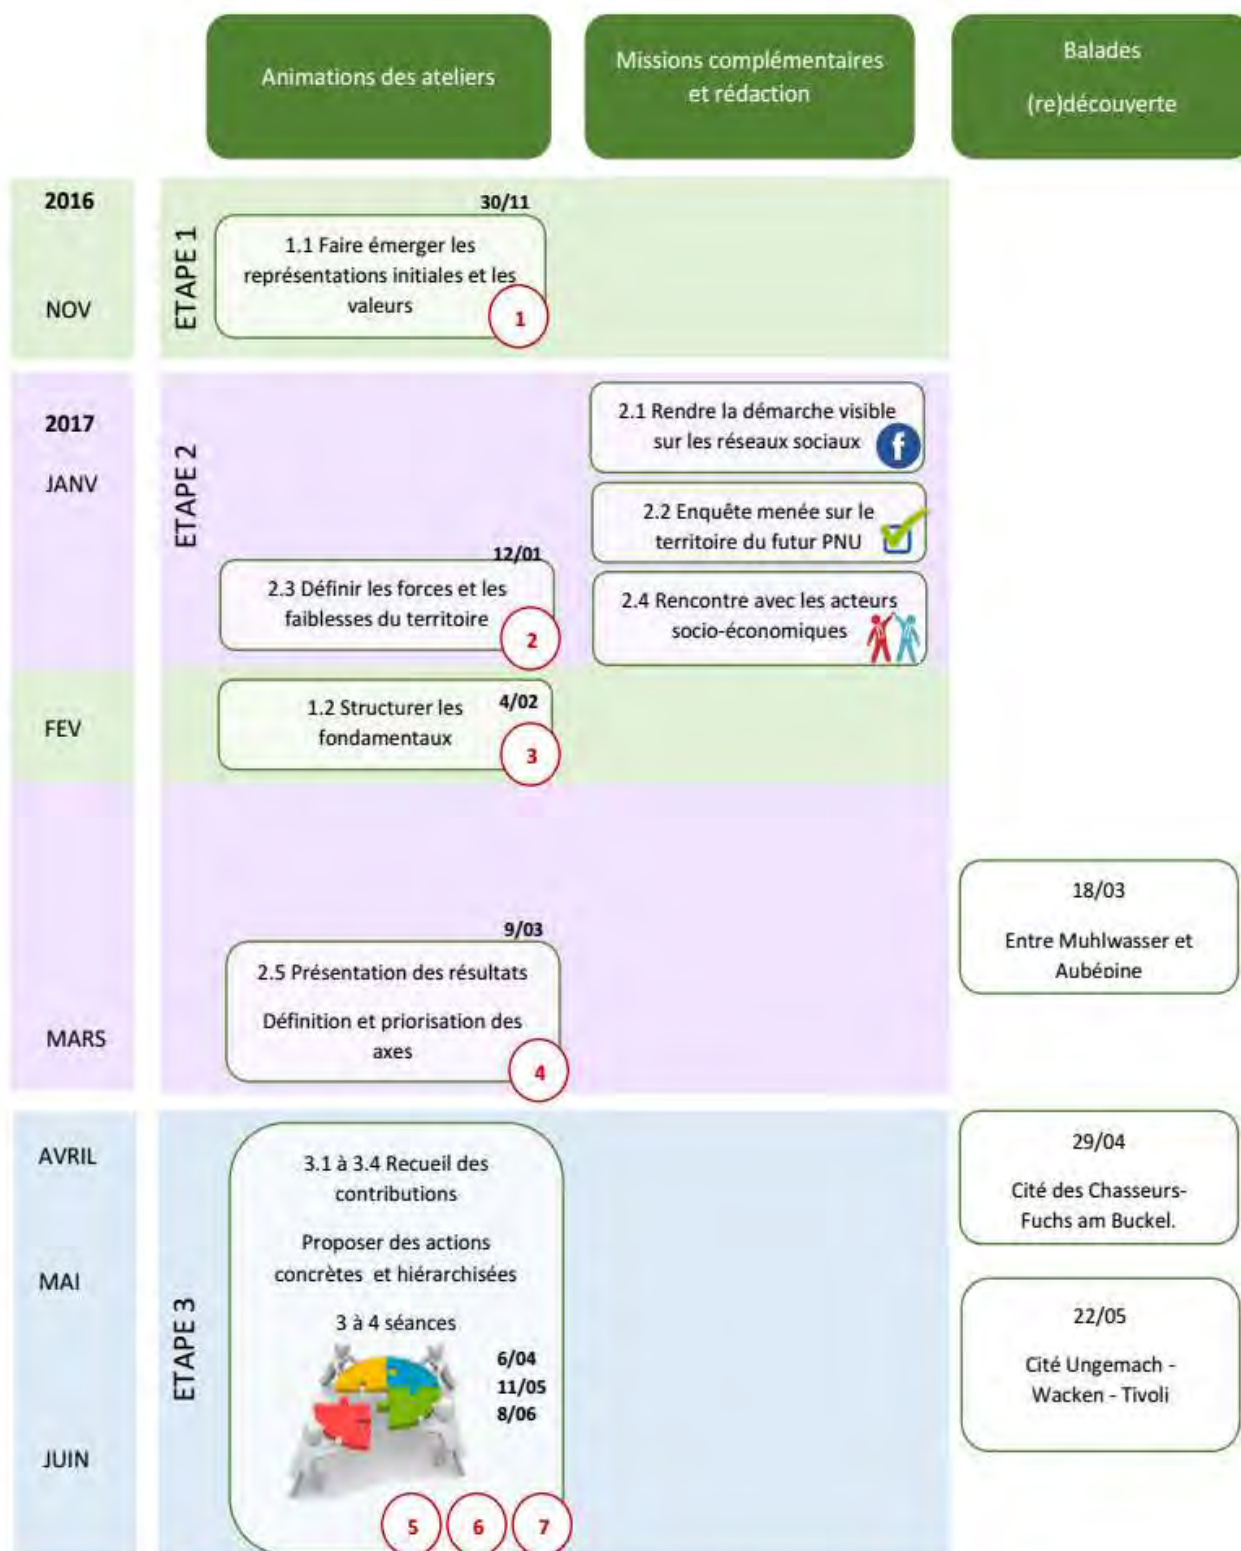 Animations des ateliers
Missions complémentaires
et rédaction
Balades
(re)découverte
2016
NOV
ETAPE 1
30/11
1.1 Faire émerger les
représentations initiales et les
valeurs
1
2017
JANV
ETAPE 2
2.1 Rendre la démarche visible
sur les réseaux sociaux
f
2.2 Enquête menée sur le
territoire du futur PNU
12/01
2.3 Définir les forces et les
faiblesses du territoire
2
2.4 Rencontre avec les acteurs
socio-économiques
FEV
4/02
1.2 Structurer les
fondamentaux
3
18/03
Entre Muhlwasser et
Aubépine
MARS
9/03
2.5 Présentation des résultats
Définition et priorisation des
axes
4
AVRIL
MAI
JUIN
ETAPE 3
3.1 à 3.4 Recueil des
contributions
Proposer des actions
concrètes et hiérarchisées
3 à 4 séances
6/04
11/05
8/06
5 6 7
29/04
Cité des Chasseurs-
Fuchs am Buckel.
22/05
Cité Ungemach -
Wacken - Tivoli